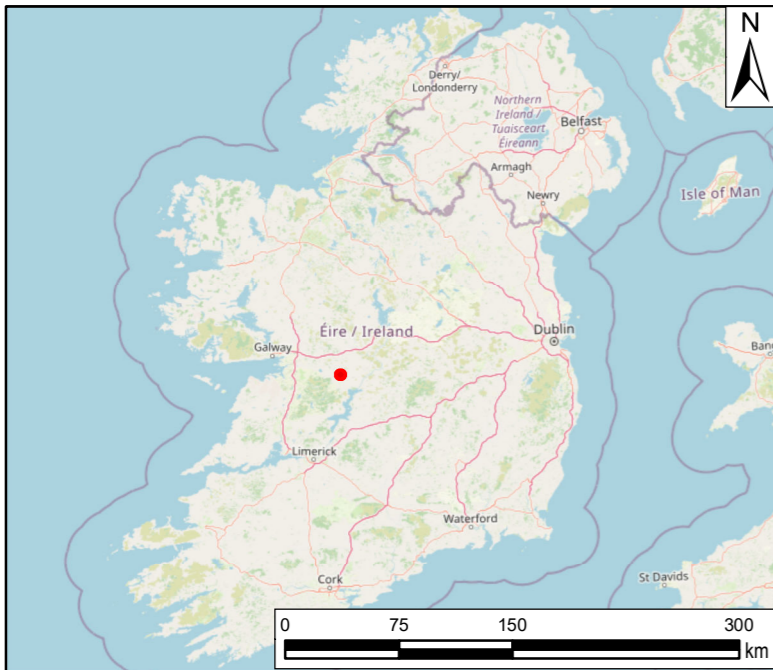 N
Derry/
Londonderry
Northern
Ireland /
Tuaisceart
Éireann
Belfast
Armagh
Newry
Isle of Man
Éire / Ireland
Dublin
Galway
Bang
Limerick
Waterford
Cork
St Davids
0 75 150 300
km